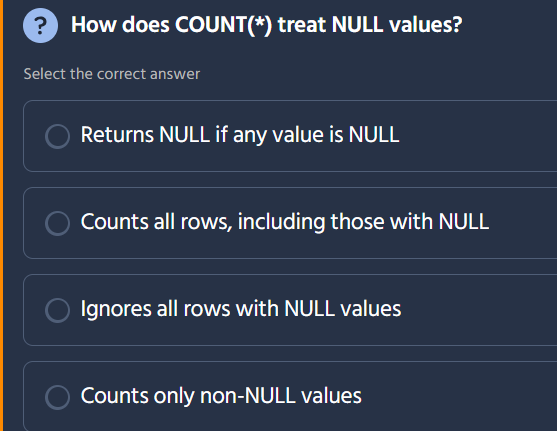 ? How does COUNT(*) treat NULL values?
Select the correct answer
Returns NULL if any value is NULL
Counts all rows, including those with NULL
Ignores all rows with NULL values
Counts only non-NULL values